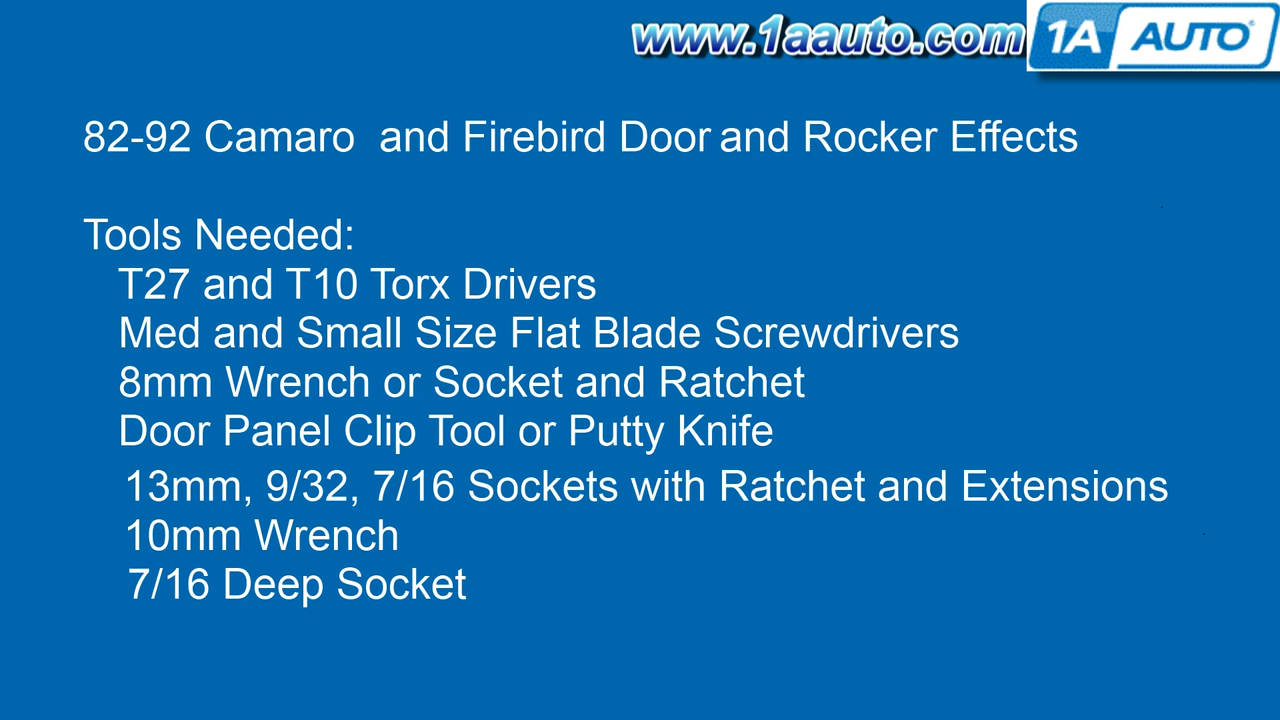 www.1aauto.com 1A AUTO
82-92 Camaro and Firebird Door and Rocker Effects
Tools Needed:
T27 and T10 Torx Drivers
Med and Small Size Flat Blade Screwdrivers
8mm Wrench or Socket and Ratchet
Door Panel Clip Tool or Putty Knife
13mm, 9/32, 7/16 Sockets with Ratchet and Extensions
10mm Wrench
7/16 Deep Socket